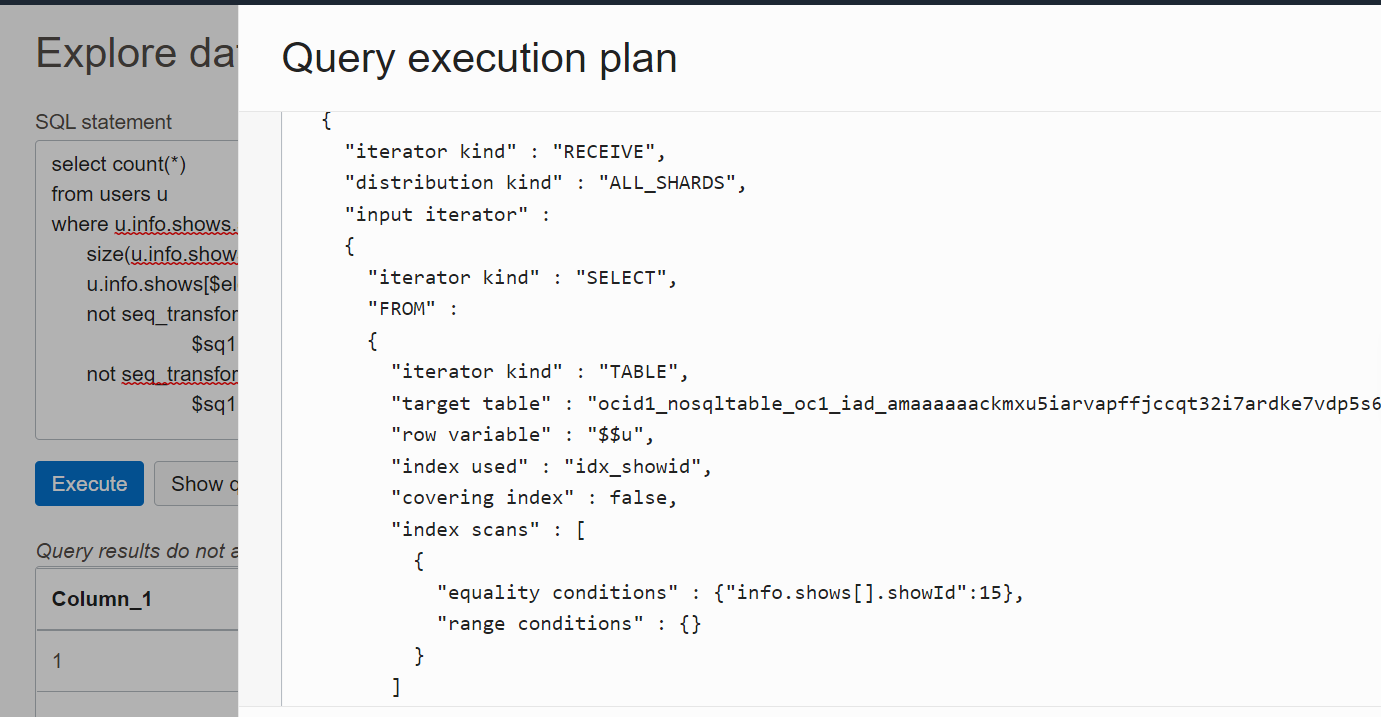 Explore da
SQL statement
select count(*)
from users u
where u.info.shows.
size(u.info.show
u.info.shows[$el
not seq_transfor
$sq1
not seq_transfor
$sq1
Execute
Show
Query results do not a
Column_1
1
Query execution plan
{
"iterator kind" : "RECEIVE",
"distribution kind" : "ALL_SHARDS",
"input iterator" :
{
"iterator kind" : "SELECT",
"FROM" :
{
"iterator kind" : "TABLE",
"target table" : "ocid1_nosqltable_oc1_iad_amaaaaaackmxu5iarvapffjccqt32i7ardke7vdp5s6
"row variable" : "$$u",
"index used" : "idx_showid",
"covering index" : false,
"index scans" : [
{
"equality conditions" : {"info.shows[].showId":15},
"range conditions" : {}
}
]